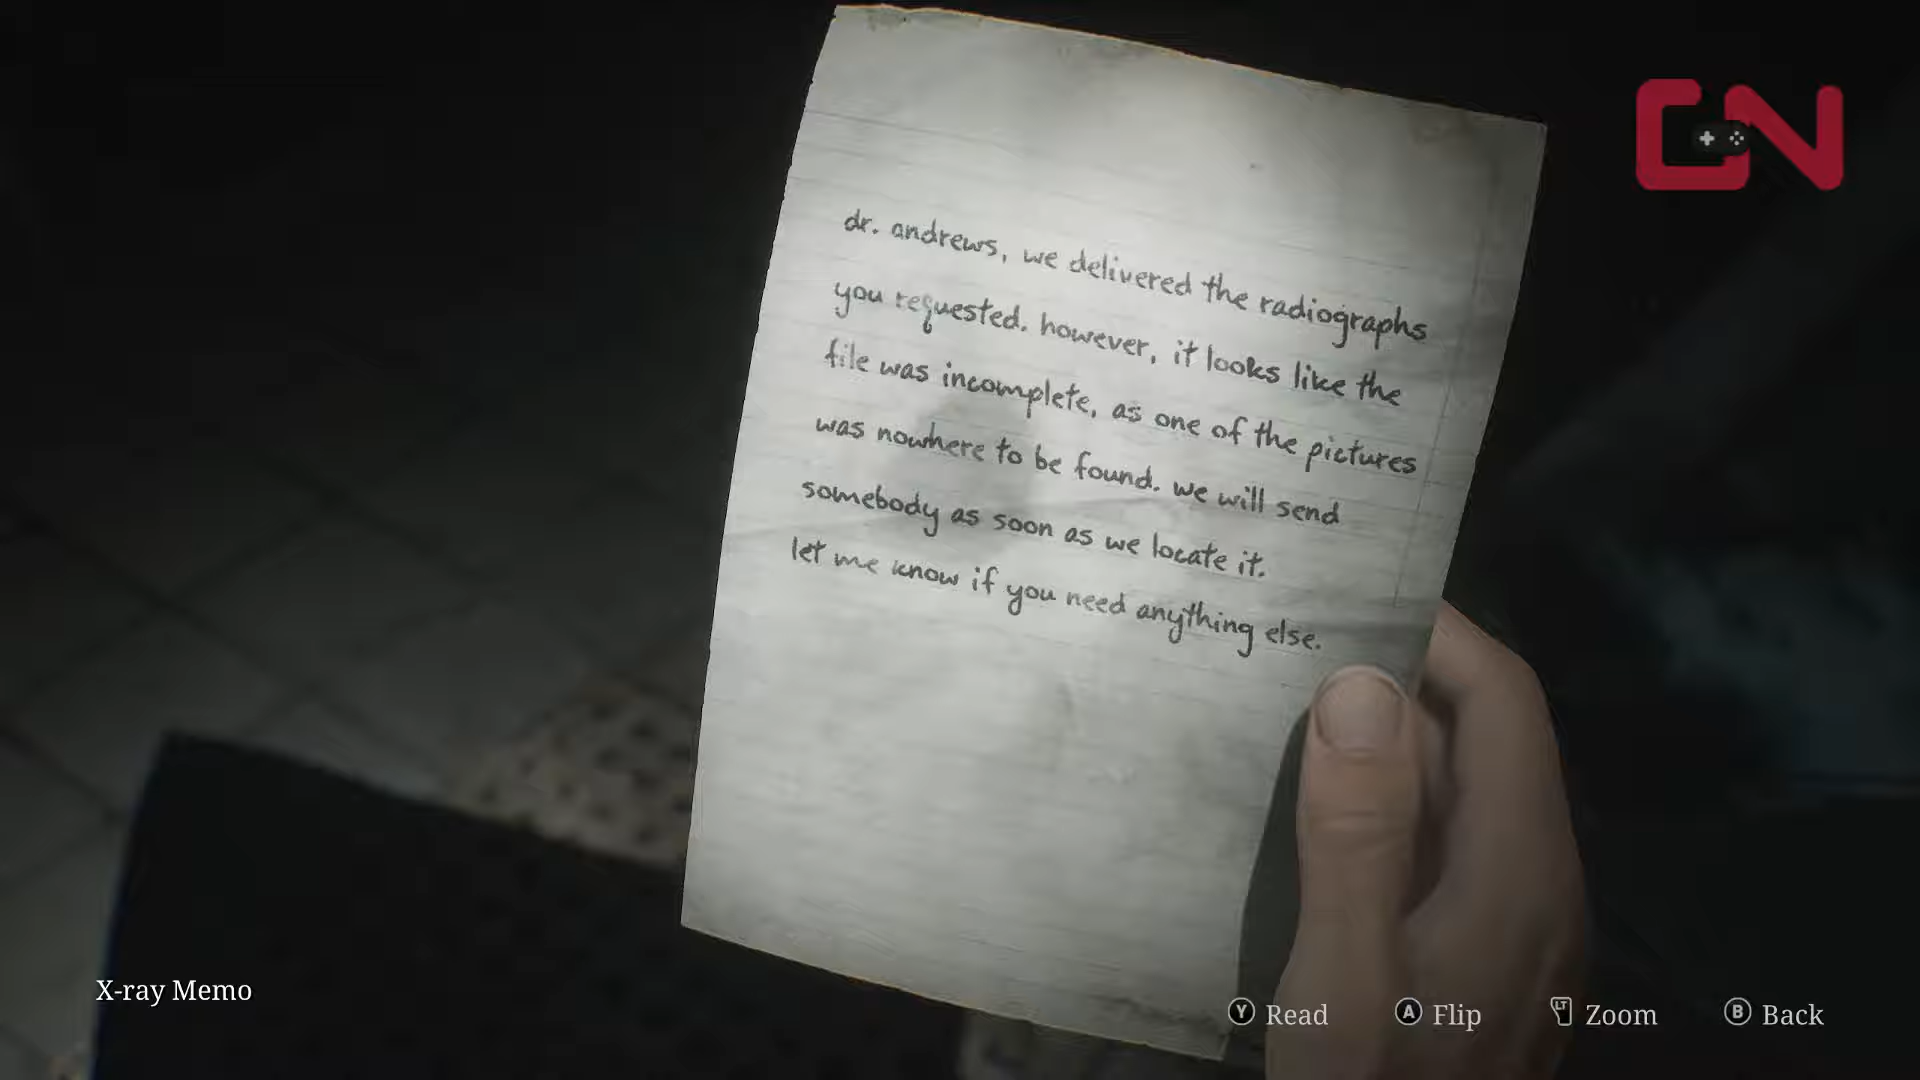 CN
dr. andrews, we delivered the radiographs
you requested. however, it looks like the
file was incomplete, as one of the pictures
was nowhere to be found. we will send
somebody as soon as we locate it.
let me know if you need anything else.
X-ray Memo
Y Read A Flip LT Zoom B Back